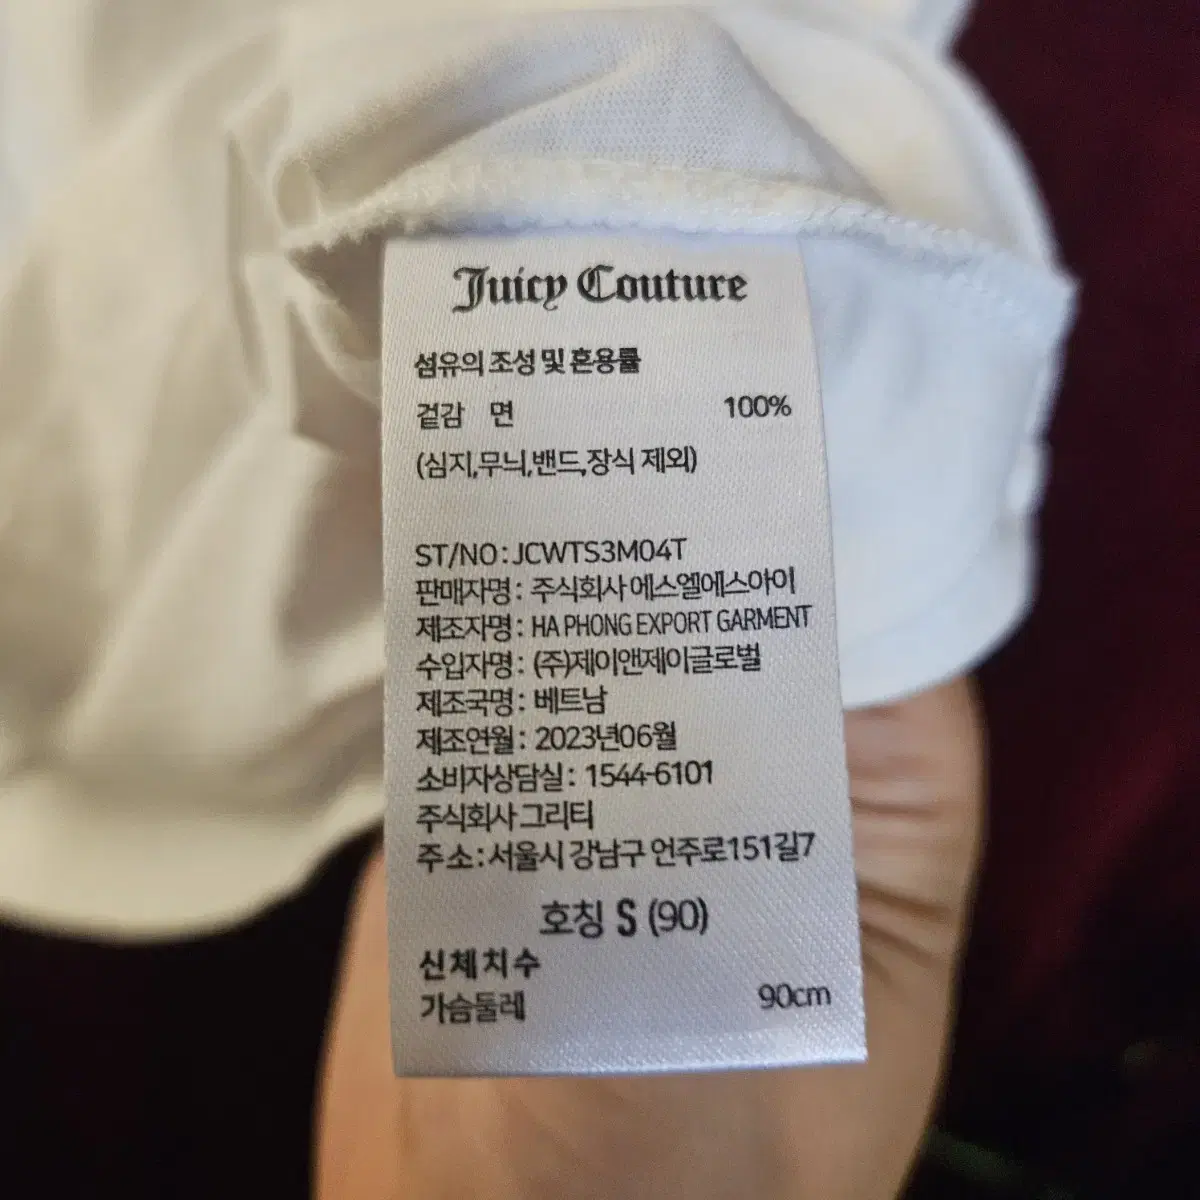 Juicy Couture
섬유의 조성 및 혼용률
겉감 면 100%
(심지,무늬,밴드,장식 제외)
ST/NO : JCWTS3M04T
판매자명 : 주식회사 에스엘에스아이
제조자명 : HA PHONG EXPORT GARMENT
수입자명 : (주)제이앤제이글로벌
제조국명 : 베트남
제조연월 : 2023년06월
소비자상담실 : 1544-6101
주식회사 그리티
주소 : 서울시 강남구 언주로151길7
호칭 S (90)
신체치수
가슴둘레 90cm